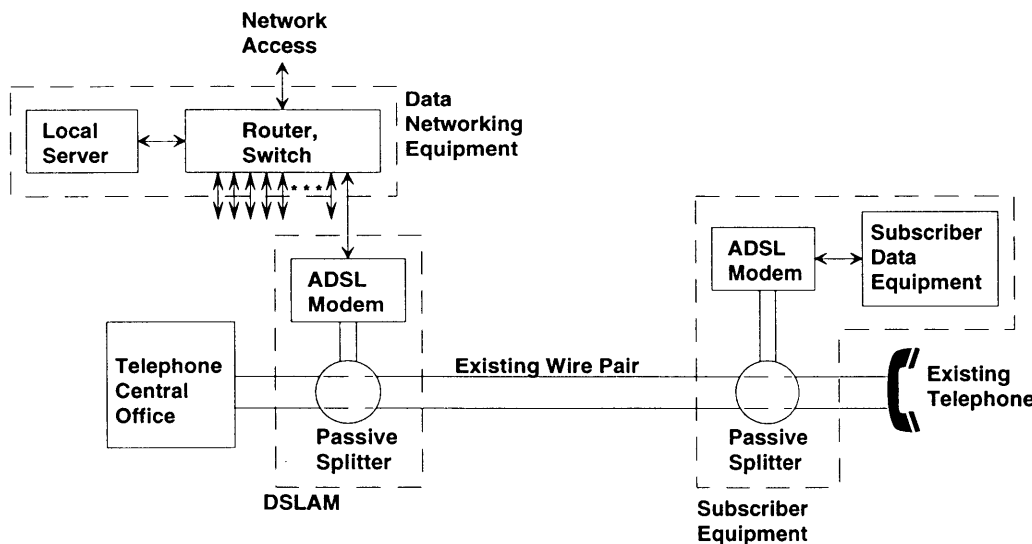 Network
Access
Data
Networking
Equipment
Local
Server
Router,
Switch
ADSL
Modem
ADSL
Modem
Subscriber
Data
Equipment
Telephone
Central
Office
Existing Wire Pair
Existing
Telephone
Passive
Splitter
Passive
Splitter
DSLAM
Subscriber
Equipment